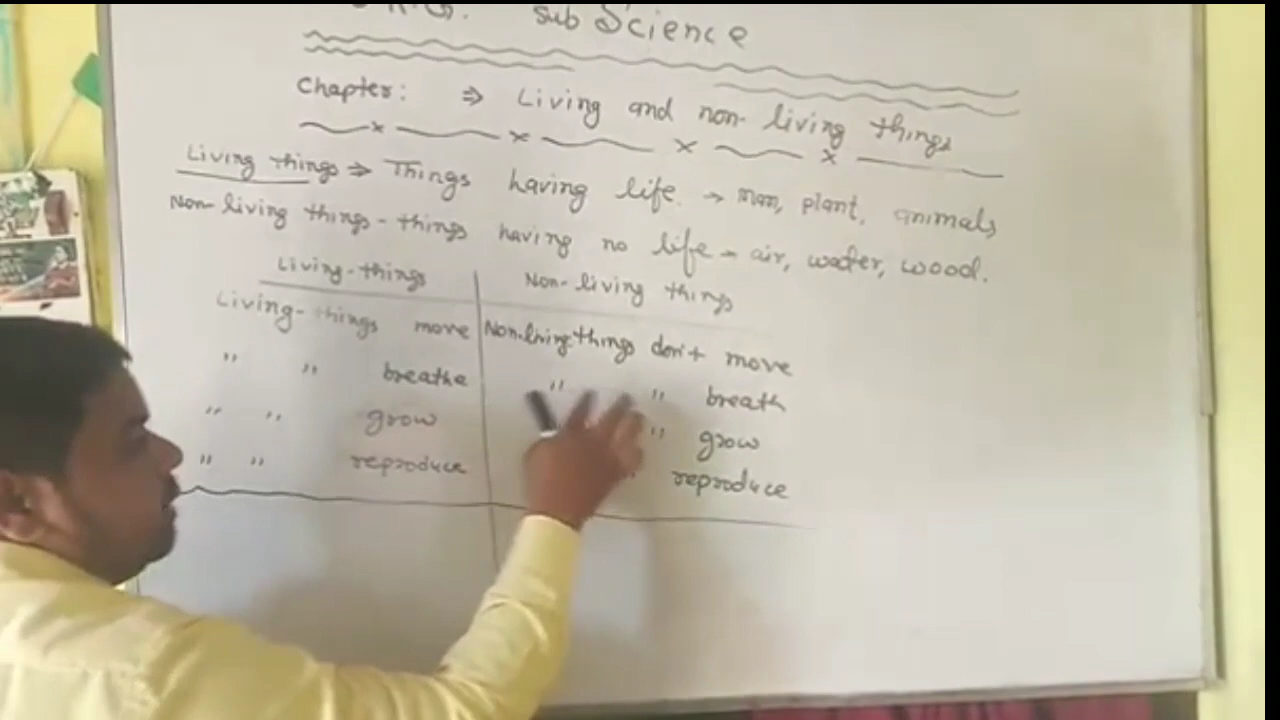 sub Science
Chapter: ⇒ Living and non-living things
Living things ⇒ Things having life → man, plant, animals
Non-living things - things having no life - air, water, wood.
Living-things Non-living things
Living-things move Non-living things don't move
" " breathe " " breath
" " grow " grow
" " reproduce " reproduce